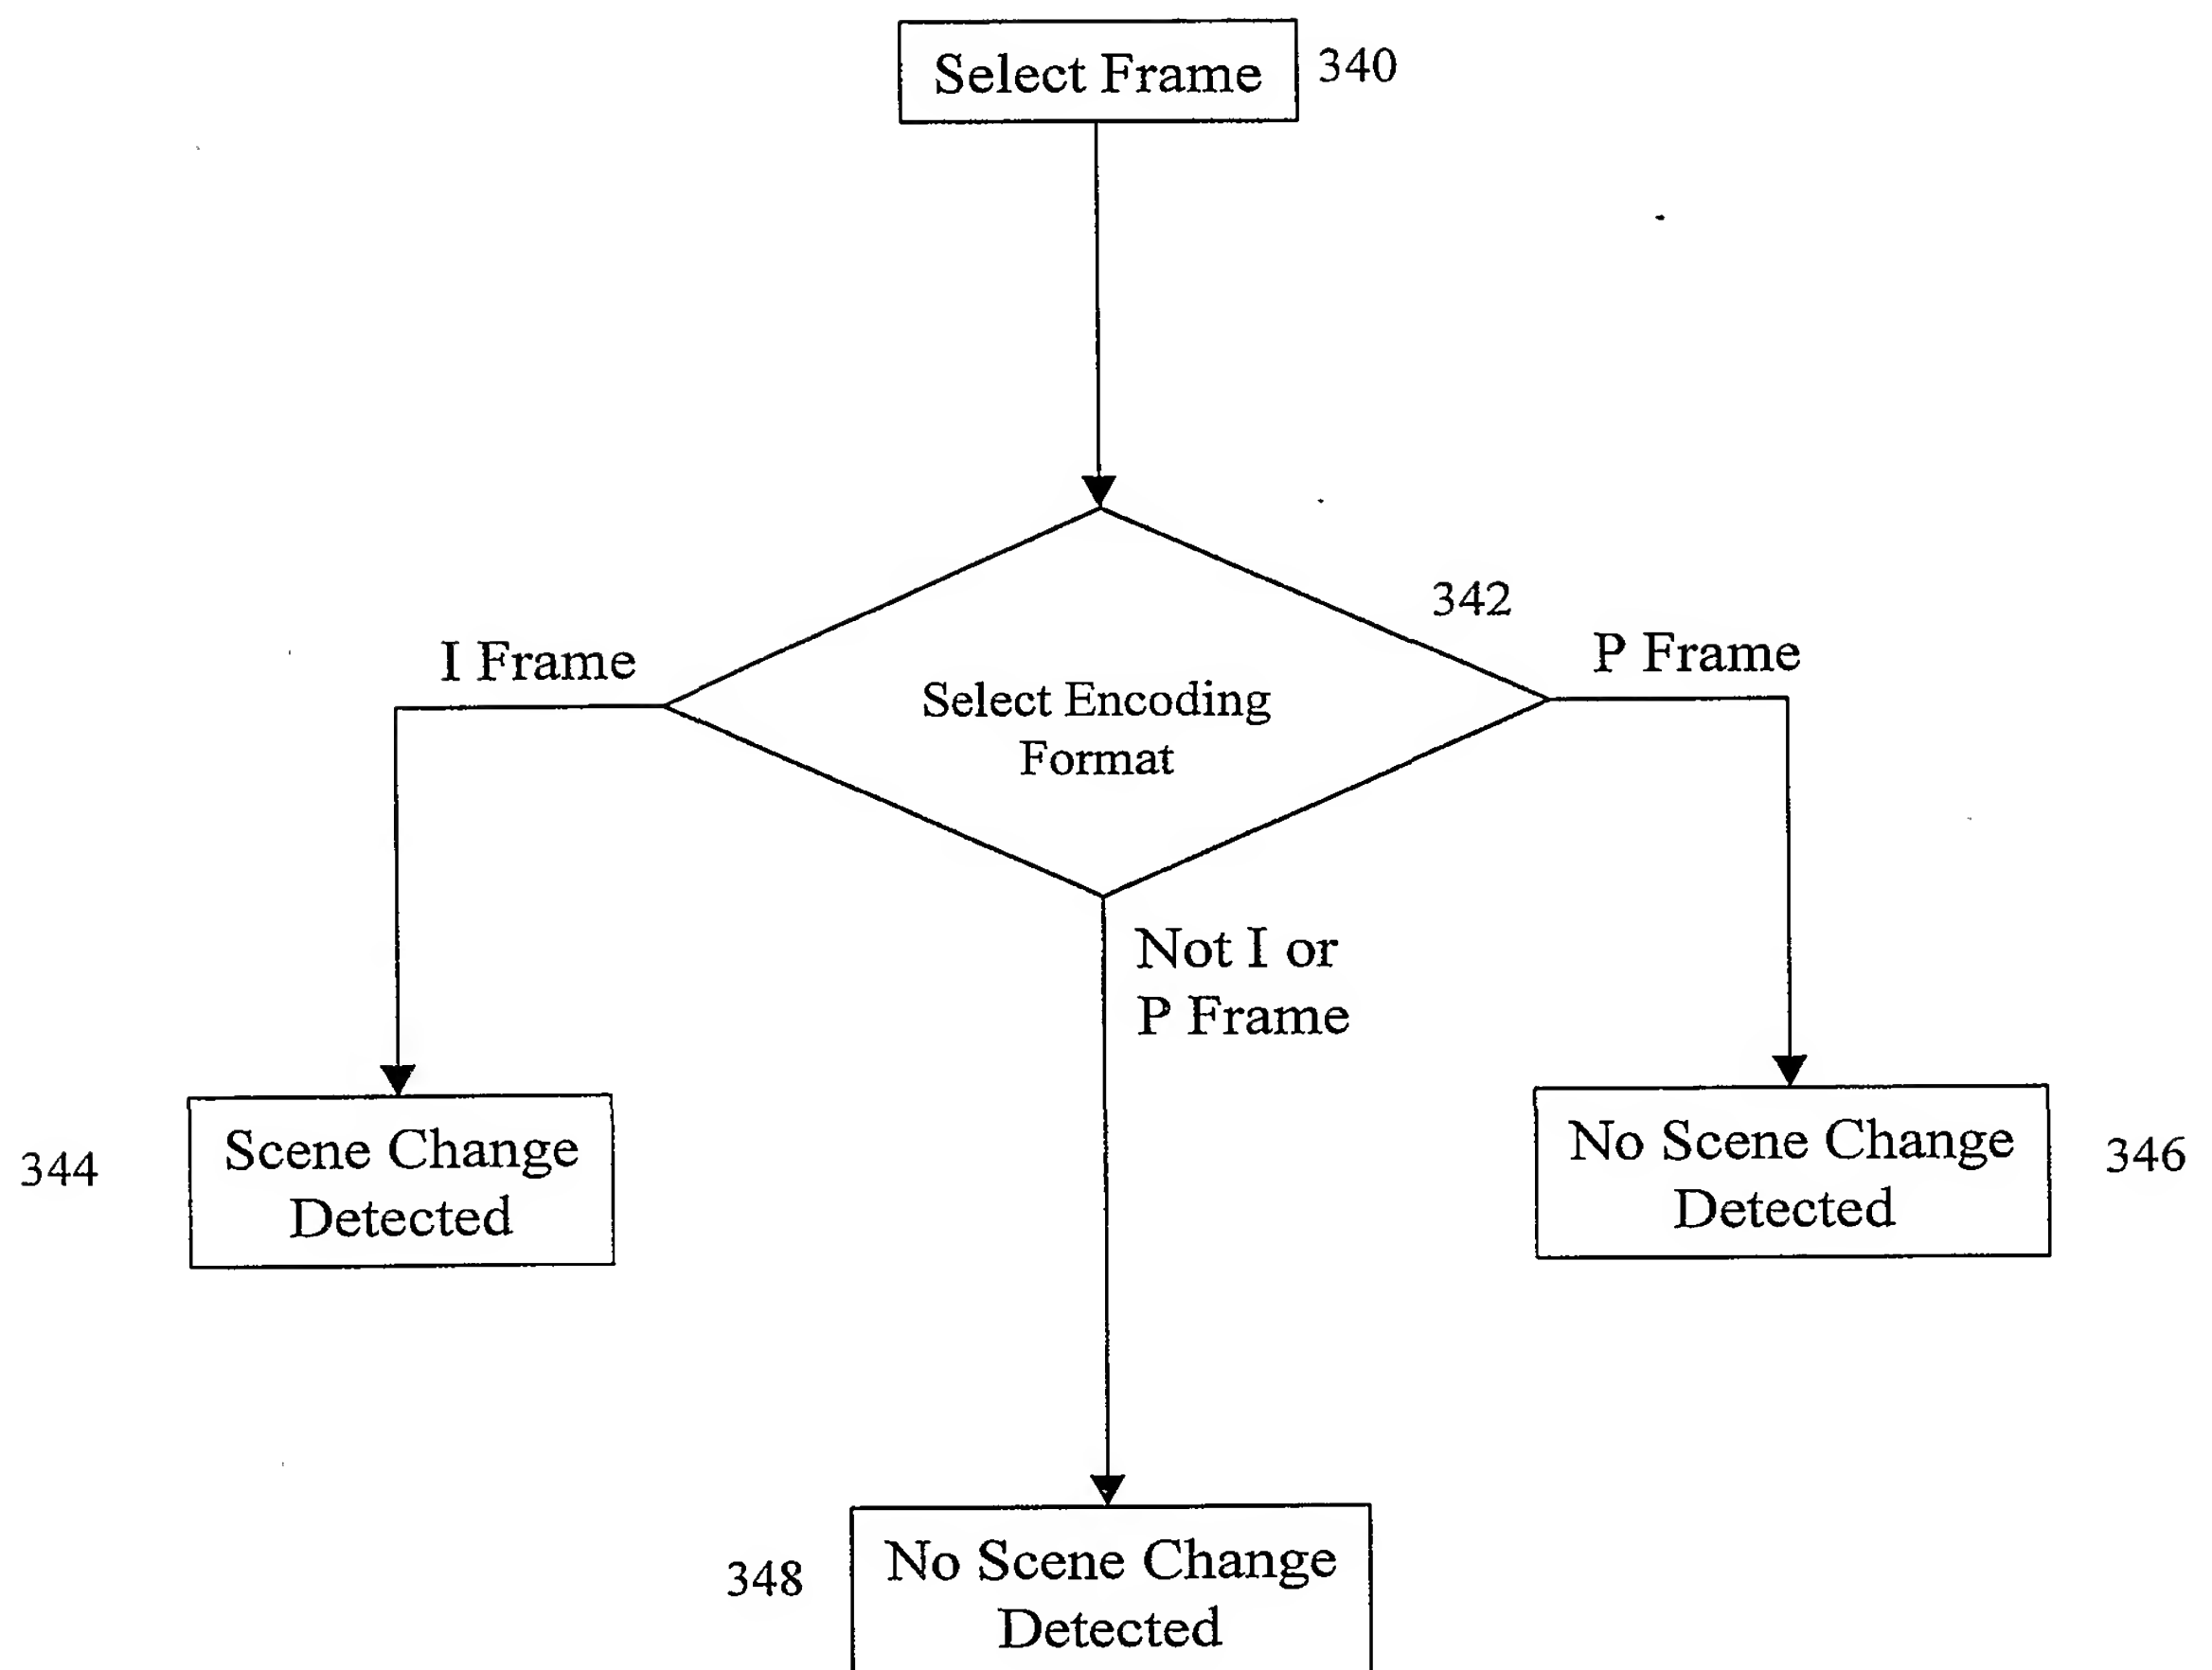 Select Frame
340
342
I Frame
P Frame
Select Encoding
Format
Not I or
P Frame
344
Scene Change
Detected
No Scene Change
Detected
346
348
No Scene Change
Detected